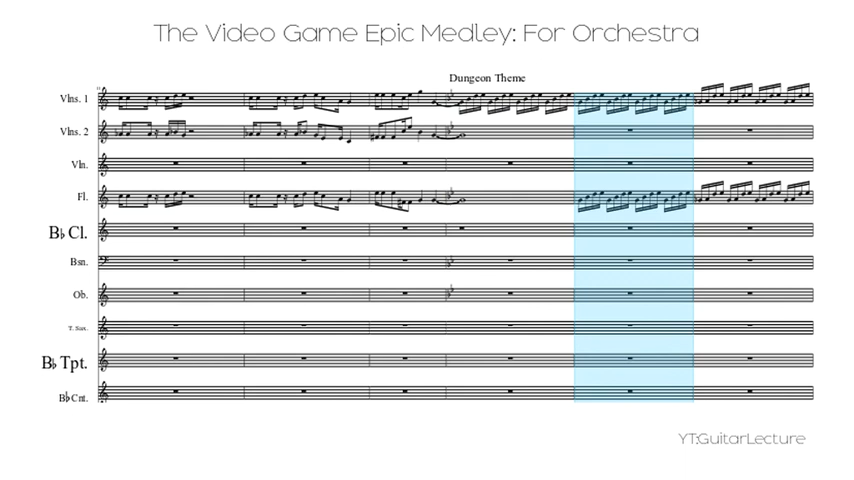 The Video Game Epic Medley: For Orchestra
Dungeon Theme
Vlns. 1
Vlns. 2
Vln.
Fl.
B♭ Cl.
Bsn.
Ob.
T. Sax.
B♭ Tpt.
B♭ Cnt.
YT:GuitarLecture